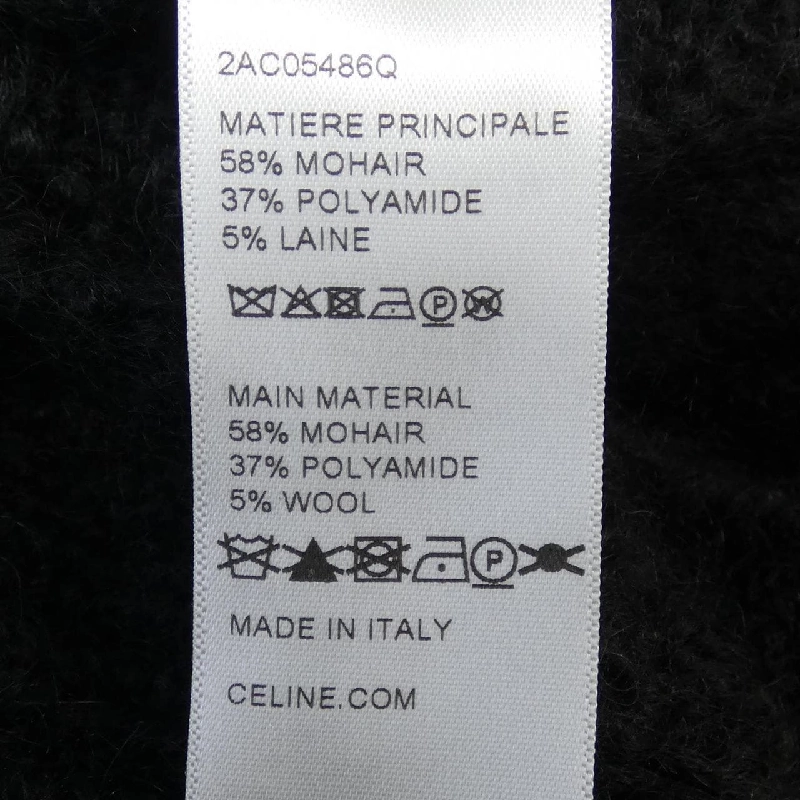 2AC05486Q
MATIERE PRINCIPALE
58% MOHAIR
37% POLYAMIDE
5% LAINE
P W
MAIN MATERIAL
58% MOHAIR
37% POLYAMIDE
5% WOOL
P
MADE IN ITALY
CELINE.COM